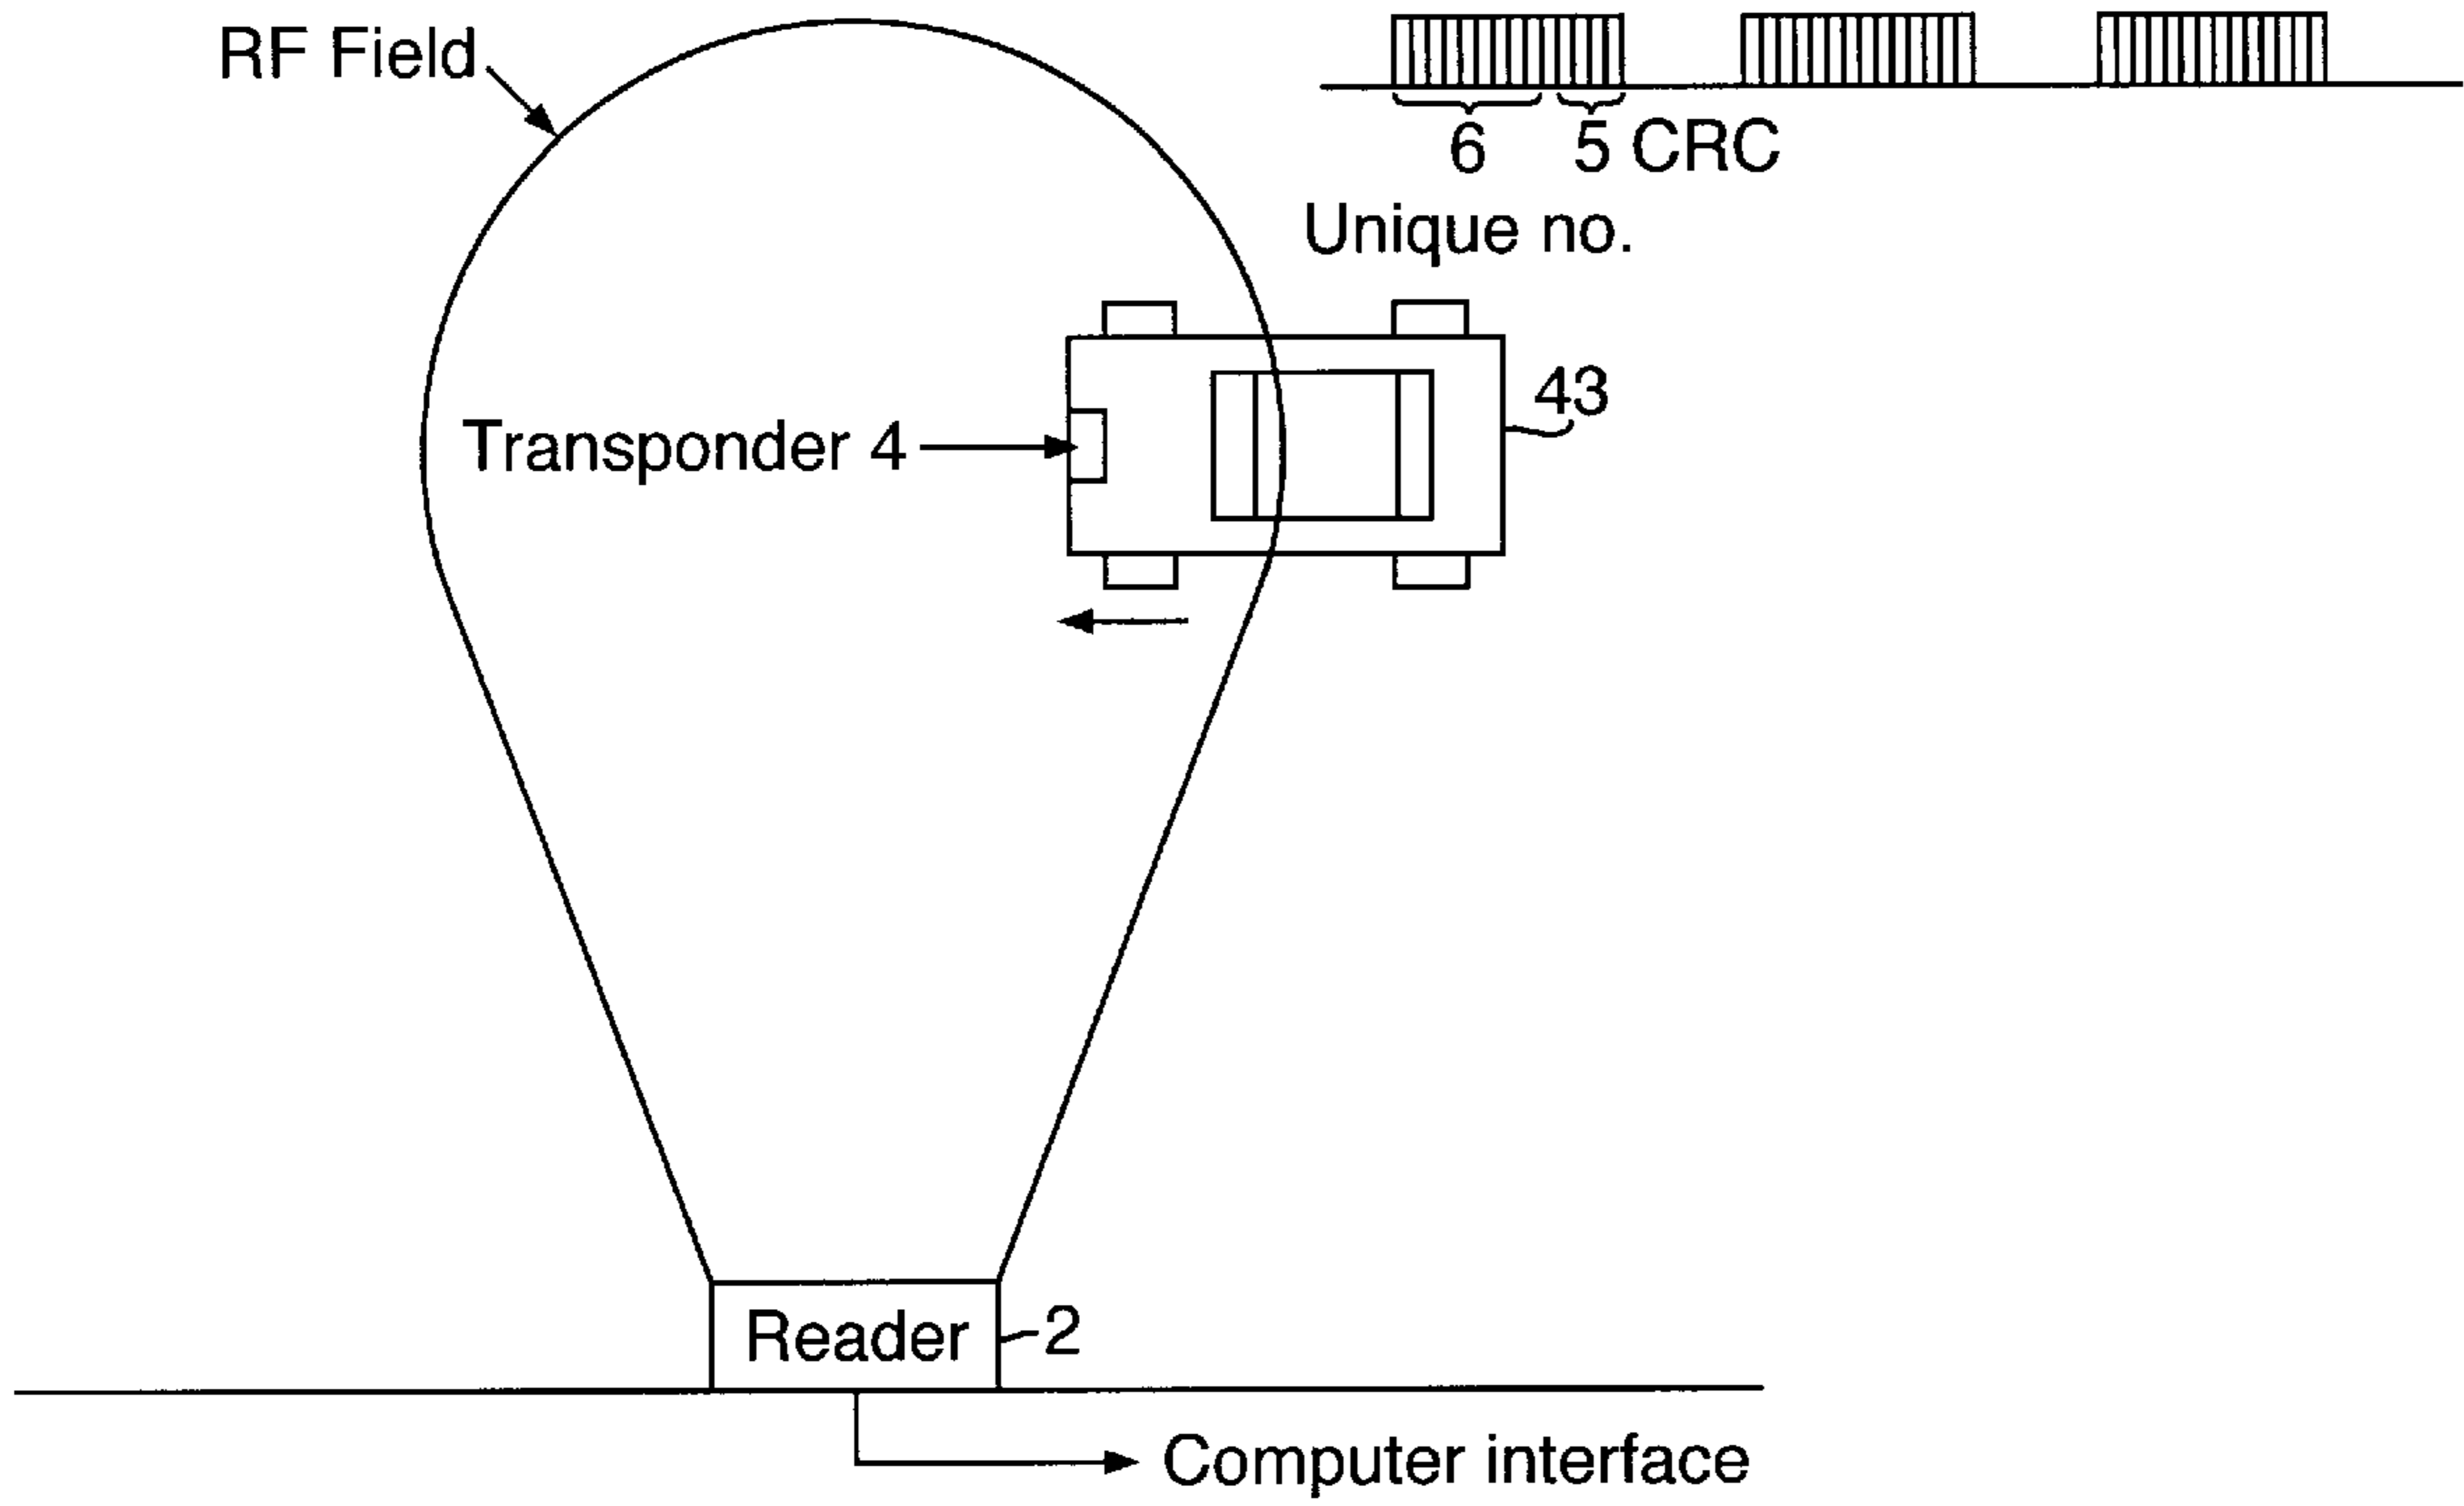 RF Field
6 5 CRC
Unique no.
43
Transponder 4
Reader 2
Computer interface